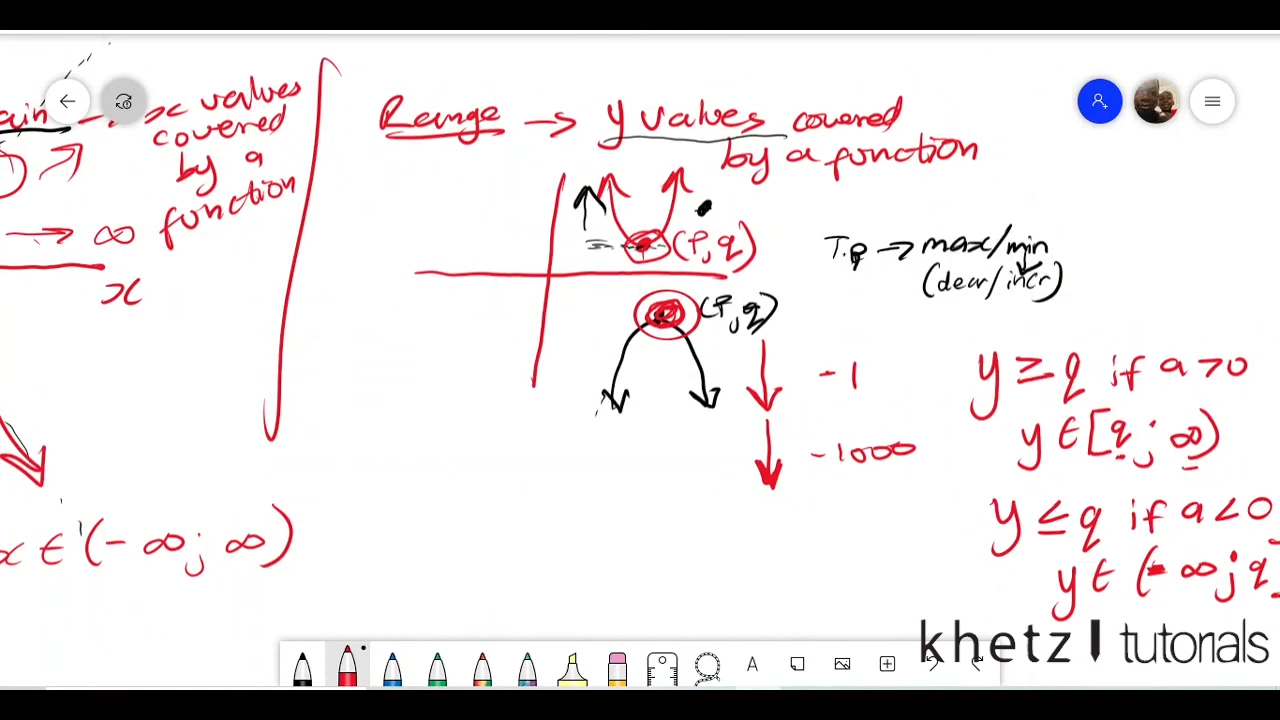 ain → x values
covered
by a
function
→ ∞
x
x ∈ (-∞; ∞)
Range → y values covered
by a function
(p, q)
T.P → max/min
(decr/incr)
(p, q)
-1
-1000
y ≥ q if a > 0
y ∈ [q; ∞)
y ≤ q if a < 0
y ∈ (-∞; q
khetz tutorials
A